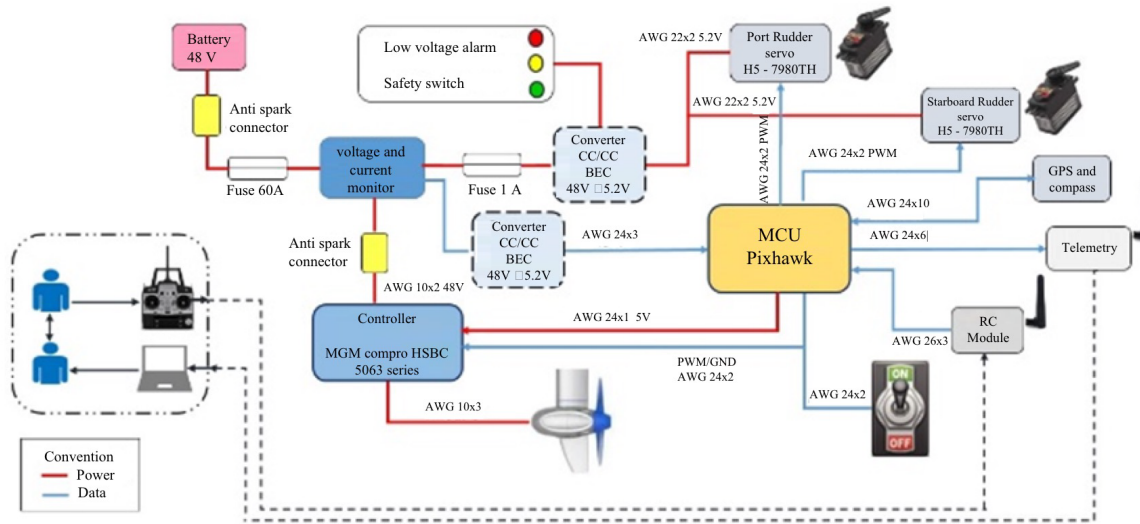 Battery
48 V
Low voltage alarm
Safety switch
AWG 22x2 5.2V
Port Rudder
servo
H5 - 7980TH
AWG 22x2 5.2V
Starboard Rudder
servo
H5 - 7980TH
Anti spark
connector
Fuse 60A
voltage and
current
monitor
Fuse 1 A
Converter
CC/CC
BEC
48V □5.2V
AWG 24x2 PWM
AWG 24x2 PWM
GPS and
compass
AWG 24x10
Anti spark
connector
Converter
CC/CC
BEC
48V □5.2V
AWG 24x3
MCU
Pixhawk
AWG 24x6|
Telemetry
AWG 10x2 48V
Controller
MGM compro HSBC
5063 series
AWG 24x1 5V
PWM/GND
AWG 24x2
AWG 26x3
RC
Module
AWG 10x3
AWG 24x2
ON
OFF
Convention
Power
Data